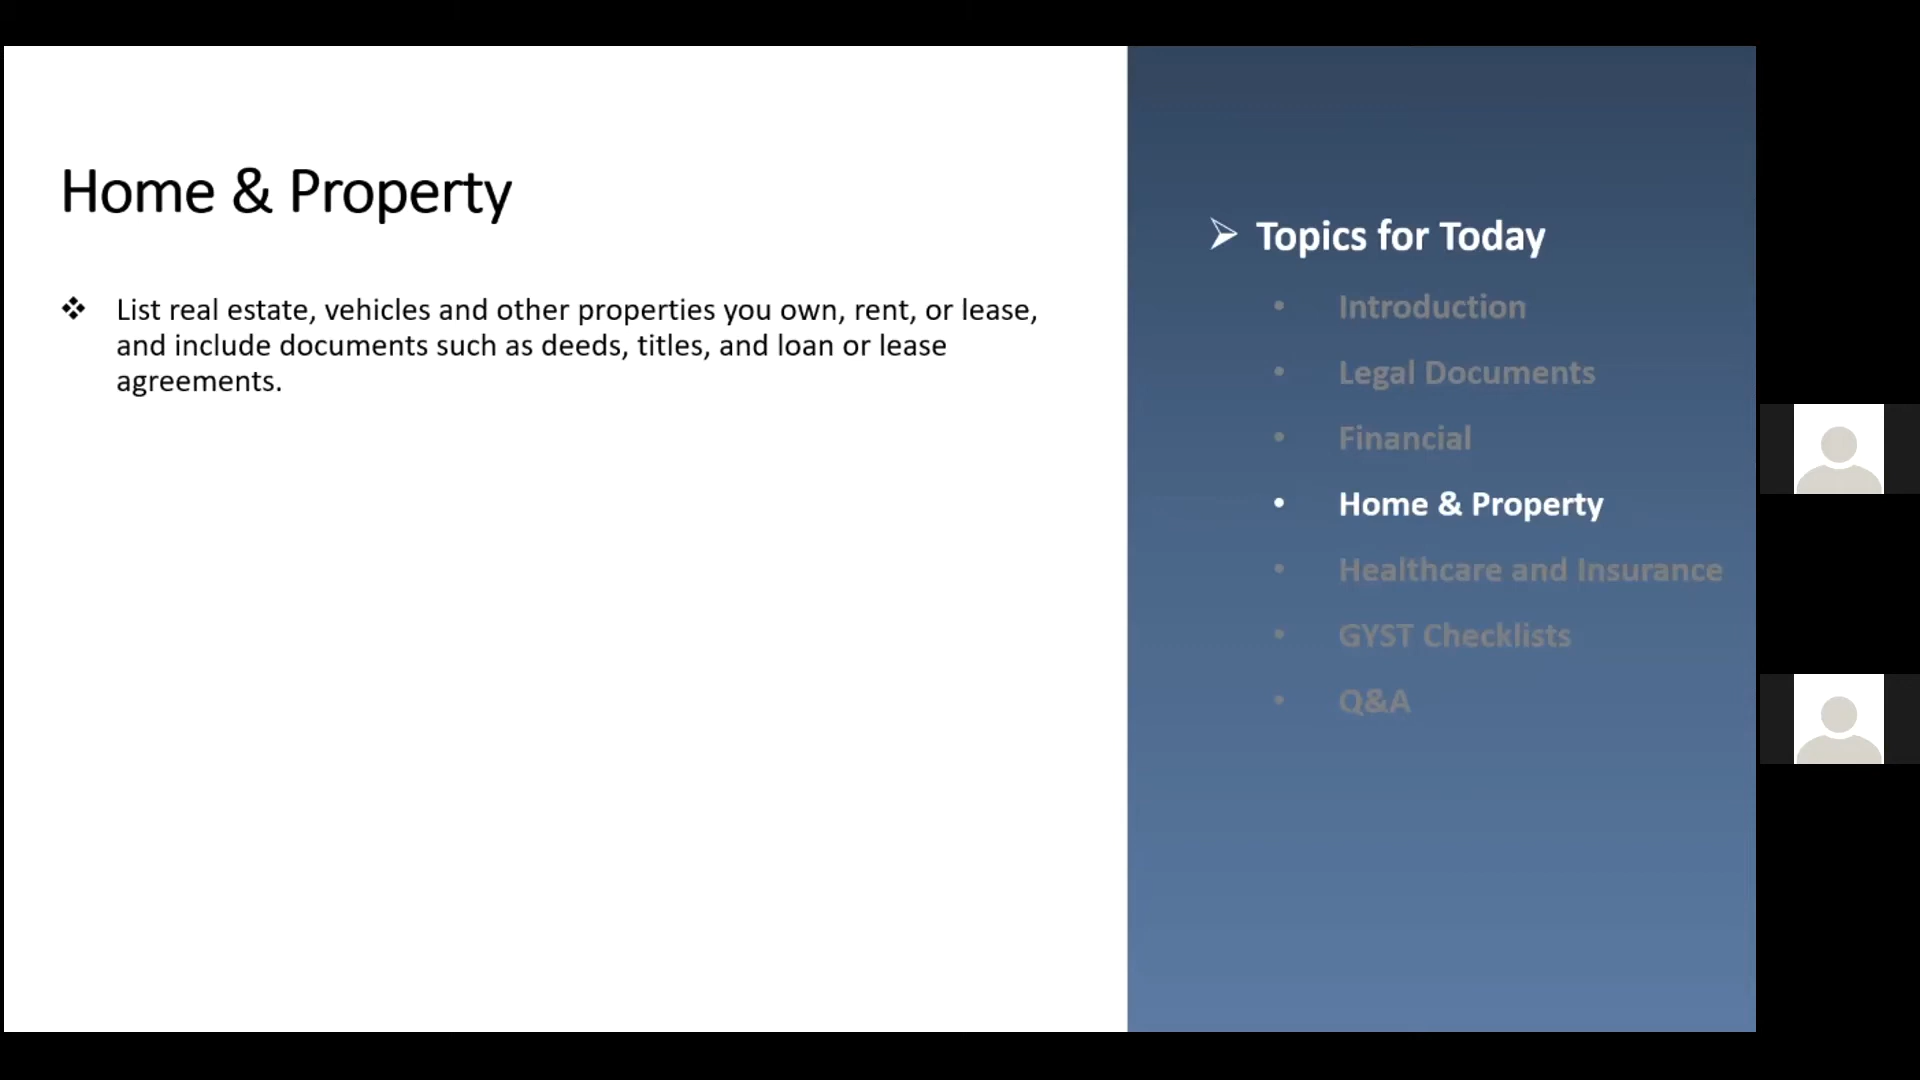 Home & Property
❖ List real estate, vehicles and other properties you own, rent, or lease,
and include documents such as deeds, titles, and loan or lease
agreements.
➢ Topics for Today
• Introduction
• Legal Documents
• Financial
• Home & Property
• Healthcare and Insurance
• GYST Checklists
• Q&A